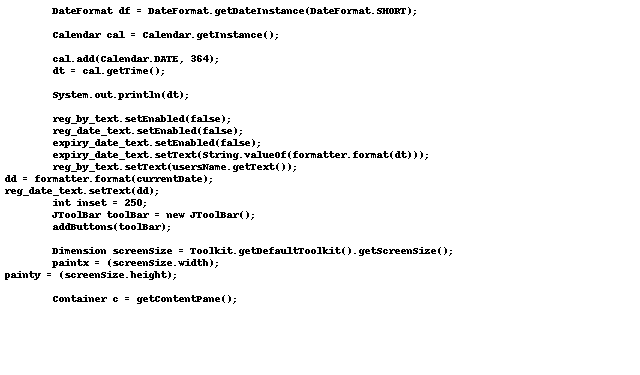 DateFormat df = DateFormat.getDateInstance(DateFormat.SHORT);
Calendar cal = Calendar.getInstance();
cal.add(Calendar.DATE, 364);
dt = cal.getTime();
System.out.println(dt);
reg_by_text.setEnabled(false);
reg_date_text.setEnabled(false);
expiry_date_text.setEnabled(false);
expiry_date_text.setText(String.valueOf(formatter.format(dt)));
reg_by_text.setText(usersName.getText());
dd = formatter.format(currentDate);
reg_date_text.setText(dd);
int inset = 250;
JToolBar toolBar = new JToolBar();
addButtons(toolBar);
Dimension screenSize = Toolkit.getDefaultToolkit().getScreenSize();
paintx = (screenSize.width);
painty = (screenSize.height);
Container c = getContentPane();